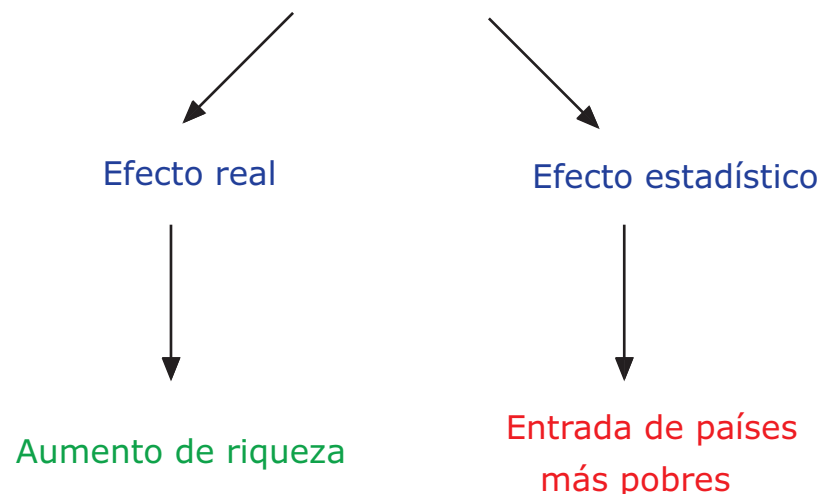 Efecto real
Efecto estadístico
Aumento de riqueza
Entrada de países
más pobres